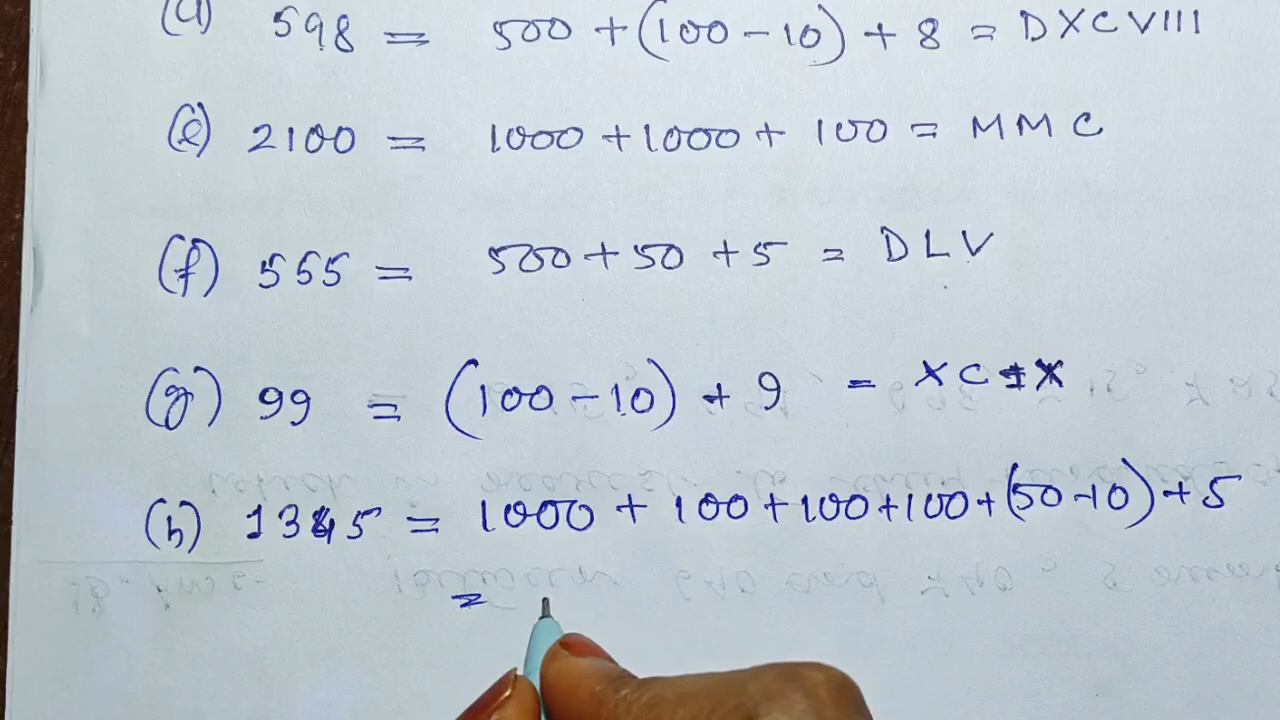 (d) 598 = 500 + (100 - 10) + 8 = DXCVIII
(e) 2100 = 1000 + 1000 + 100 = MMC
(f) 555 = 500 + 50 + 5 = DLV
(g) 99 = (100 - 10) + 9 = XCIX
(h) 1345 = 1000 + 100 + 100 + 100 + (50 - 10) + 5
=